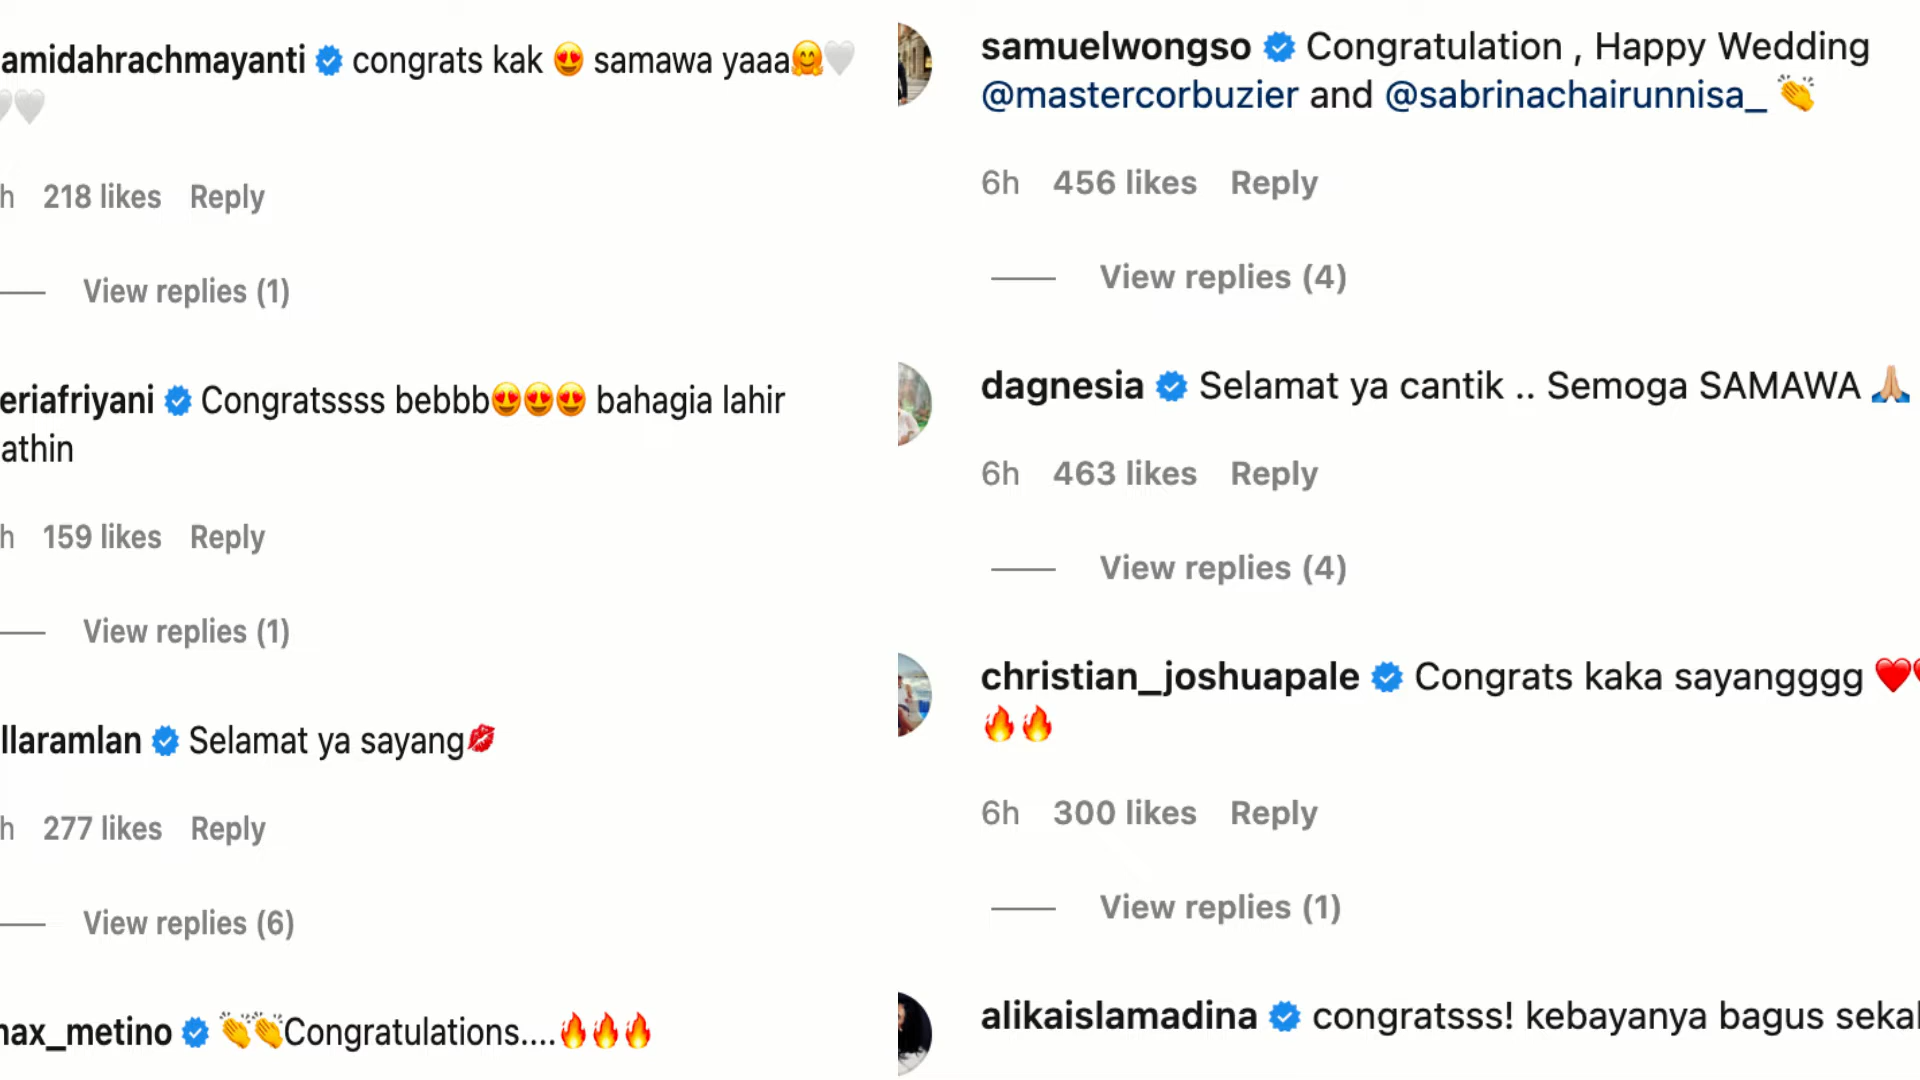 amidahrachmayanti congrats kak 😍 samawa yaaa🤗🤍
🤍🤍
h 218 likes Reply
View replies (1)
eriafriyani Congratssss bebbb😍😍😍 bahagia lahir
athin
h 159 likes Reply
View replies (1)
llaramlan Selamat ya sayang💋
h 277 likes Reply
View replies (6)
max_metino 👏👏Congratulations....🔥🔥🔥
samuelwongso Congratulation , Happy Wedding
@mastercorbuzier and @sabrinachairunnisa_ 👏
6h 456 likes Reply
View replies (4)
dagnesia Selamat ya cantik .. Semoga SAMAWA 🙏🏼
6h 463 likes Reply
View replies (4)
christian_joshuapale Congrats kaka sayangggg ❤️❤️
🔥🔥
6h 300 likes Reply
View replies (1)
alikaislamadina congratsss! kebayanya bagus sekal